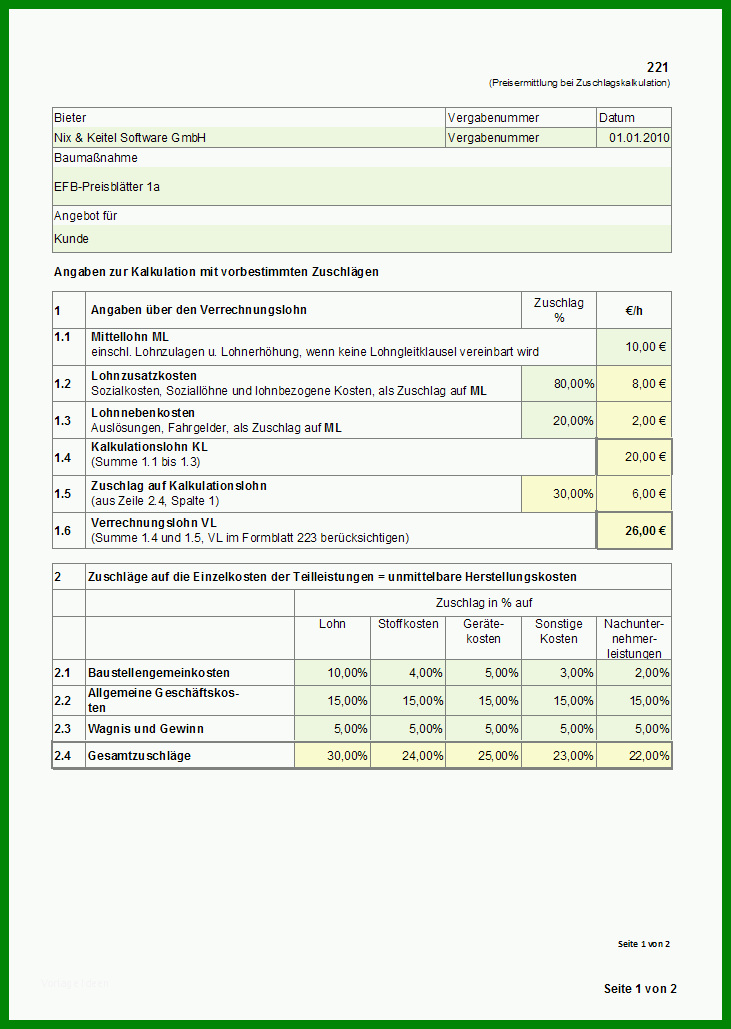 221
(Preisermittlung bei Zuschlagskalkulation)
Bieter Vergabenummer Datum
Nix & Keitel Software GmbH Vergabenummer 01.01.2010
Baumaßnahme
EFB-Preisblätter 1a
Angebot für
Kunde
Angaben zur Kalkulation mit vorbestimmten Zuschlägen
1 Angaben über den Verrechnungslohn Zuschlag % €/h
1.1 Mittellohn ML
einschl. Lohnzulagen u. Lohnerhöhung, wenn keine Lohngleitklausel vereinbart wird 10,00 €
1.2 Lohnzusatzkosten
Sozialkosten, Soziallöhne und lohnbezogene Kosten, als Zuschlag auf ML 80,00% 8,00 €
1.3 Lohnnebenkosten
Auslösungen, Fahrgelder, als Zuschlag auf ML 20,00% 2,00 €
1.4 Kalkulationslohn KL
(Summe 1.1 bis 1.3) 20,00 €
1.5 Zuschlag auf Kalkulationslohn
(aus Zeile 2.4, Spalte 1) 30,00% 6,00 €
1.6 Verrechnungslohn VL
(Summe 1.4 und 1.5, VL im Formblatt 223 berücksichtigen) 26,00 €
2 Zuschläge auf die Einzelkosten der Teilleistungen = unmittelbare Herstellungskosten
Zuschlag in % auf
Lohn Stoffkosten Geräte- Sonstige Nachunter-
kosten Kosten nehmer-
leistungen
2.1 Baustellengemeinkosten 10,00% 4,00% 5,00% 3,00% 2,00%
2.2 Allgemeine Geschäftskos-
ten 15,00% 15,00% 15,00% 15,00% 15,00%
2.3 Wagnis und Gewinn 5,00% 5,00% 5,00% 5,00% 5,00%
2.4 Gesamtzuschläge 30,00% 24,00% 25,00% 23,00% 22,00%
Seite 1 von 2
Seite 1 von 2